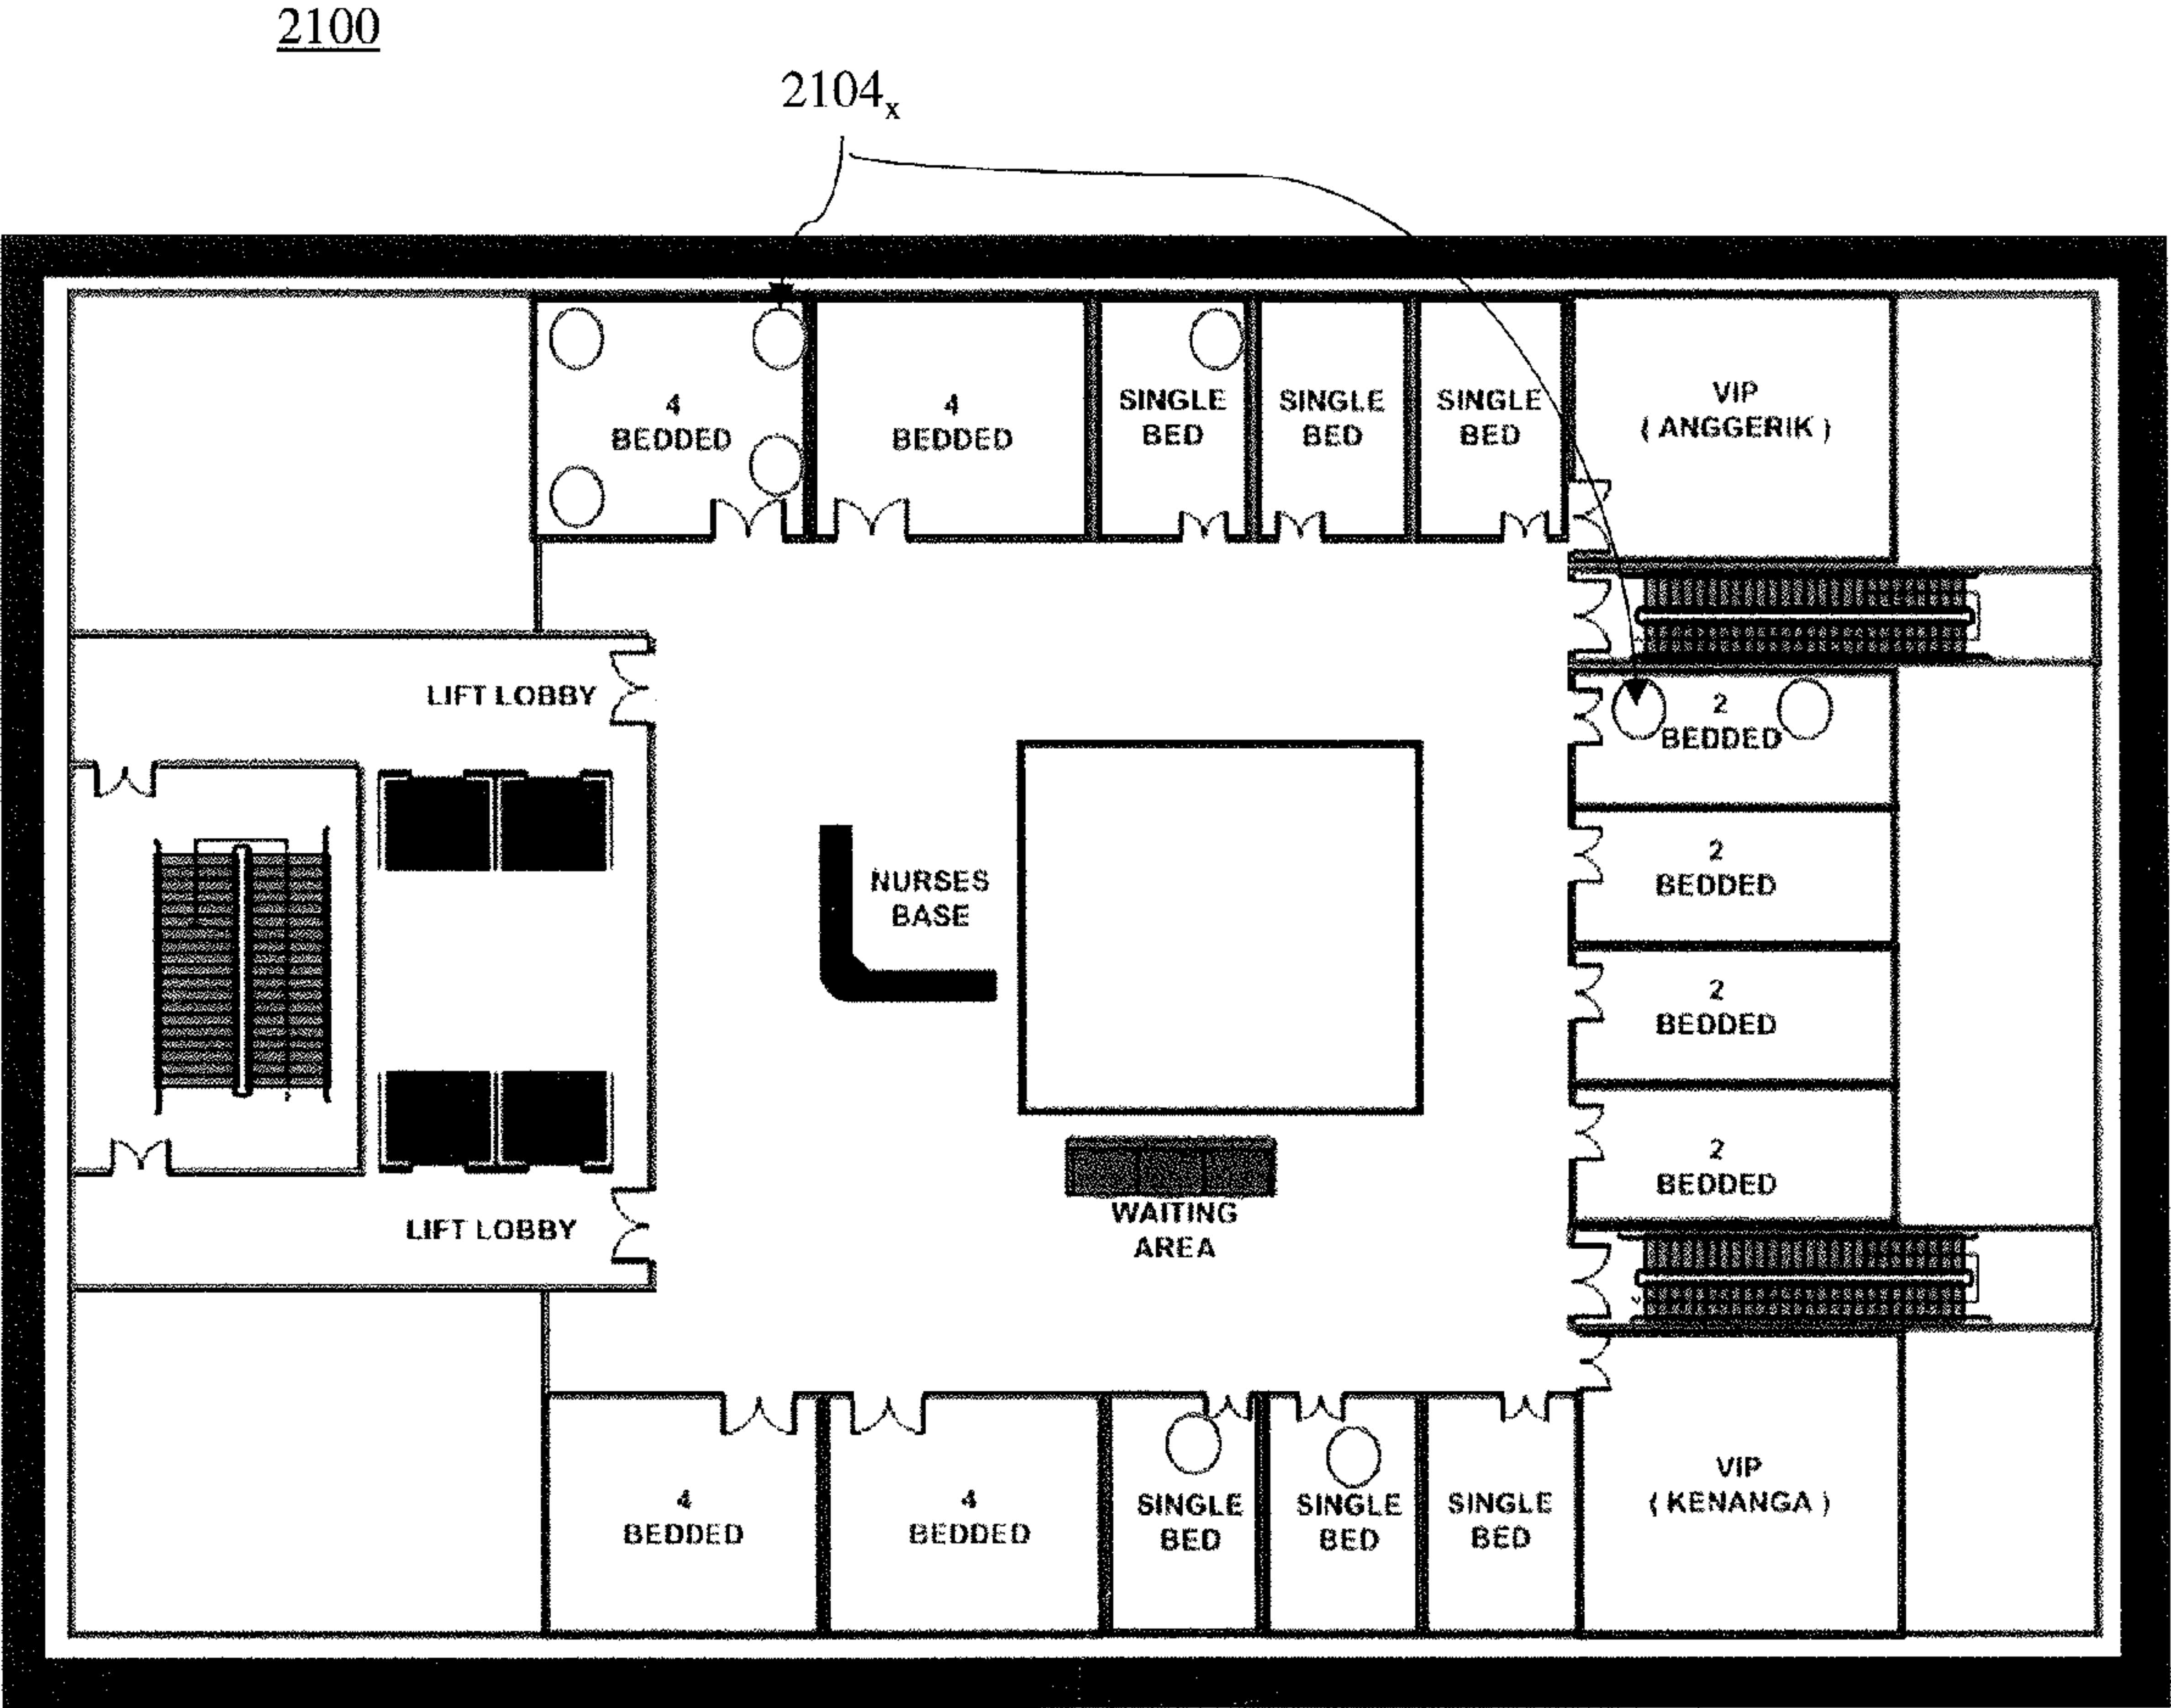 2100
2104x
4
BEDDED
4
BEDDED
SINGLE
BED
SINGLE
BED
SINGLE
BED
VIP
( ANGGERIK )
LIFT LOBBY
2
BEDDED
NURSES
BASE
2
BEDDED
2
BEDDED
2
BEDDED
LIFT LOBBY
WAITING
AREA
4
BEDDED
4
BEDDED
SINGLE
BED
SINGLE
BED
SINGLE
BED
VIP
( KENANGA )